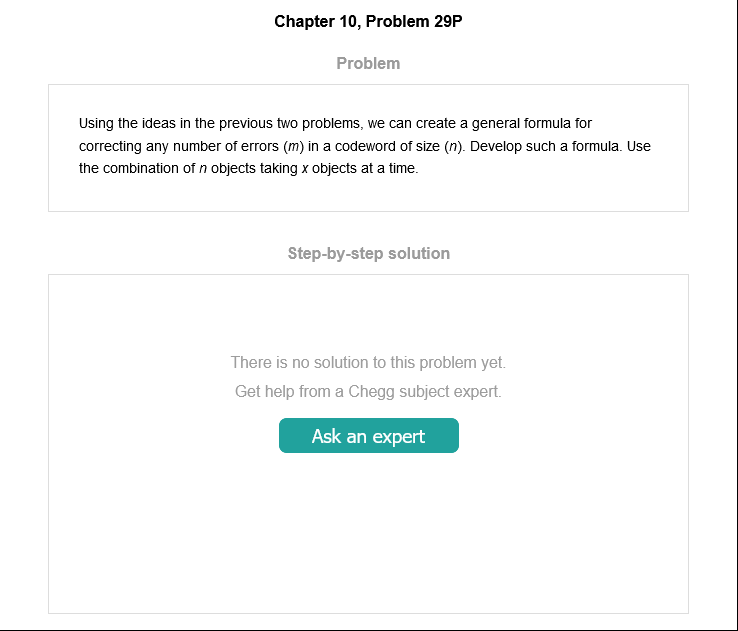 Chapter 10, Problem 29P
Problem
Using the ideas in the previous two problems, we can create a general formula for
correcting any number of errors (m) in a codeword of size (n). Develop such a formula. Use
the combination of n objects taking x objects at a time.
Step-by-step solution
There is no solution to this problem yet.
Get help from a Chegg subject expert.
Ask an expert